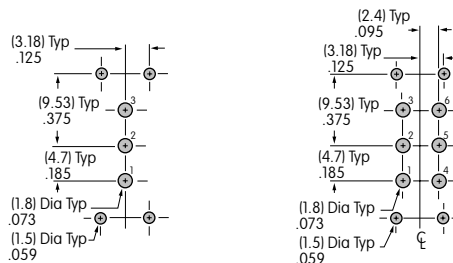 (3.18) Typ
.125
(9.53) Typ
.375
(4.7) Typ
.185
(1.8) Dia Typ
.073
(1.5) Dia Typ
.059
3
2
1
(2.4) Typ
.095
(3.18) Typ
.125
(9.53) Typ
.375
(4.7) Typ
.185
(1.8) Dia Typ
.073
(1.5) Dia Typ
.059
3
6
2
5
1
4
℄